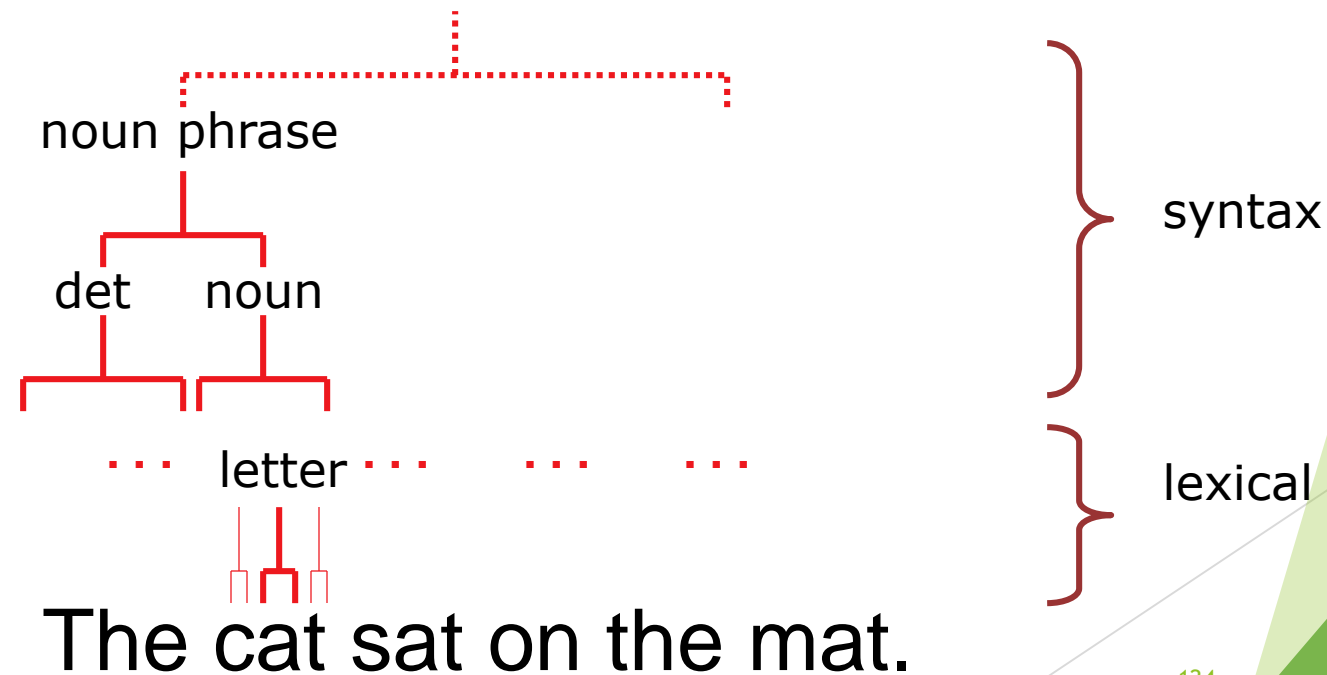 noun phrase
syntax
det noun
... letter ... ... ...
lexical
The cat sat on the mat.